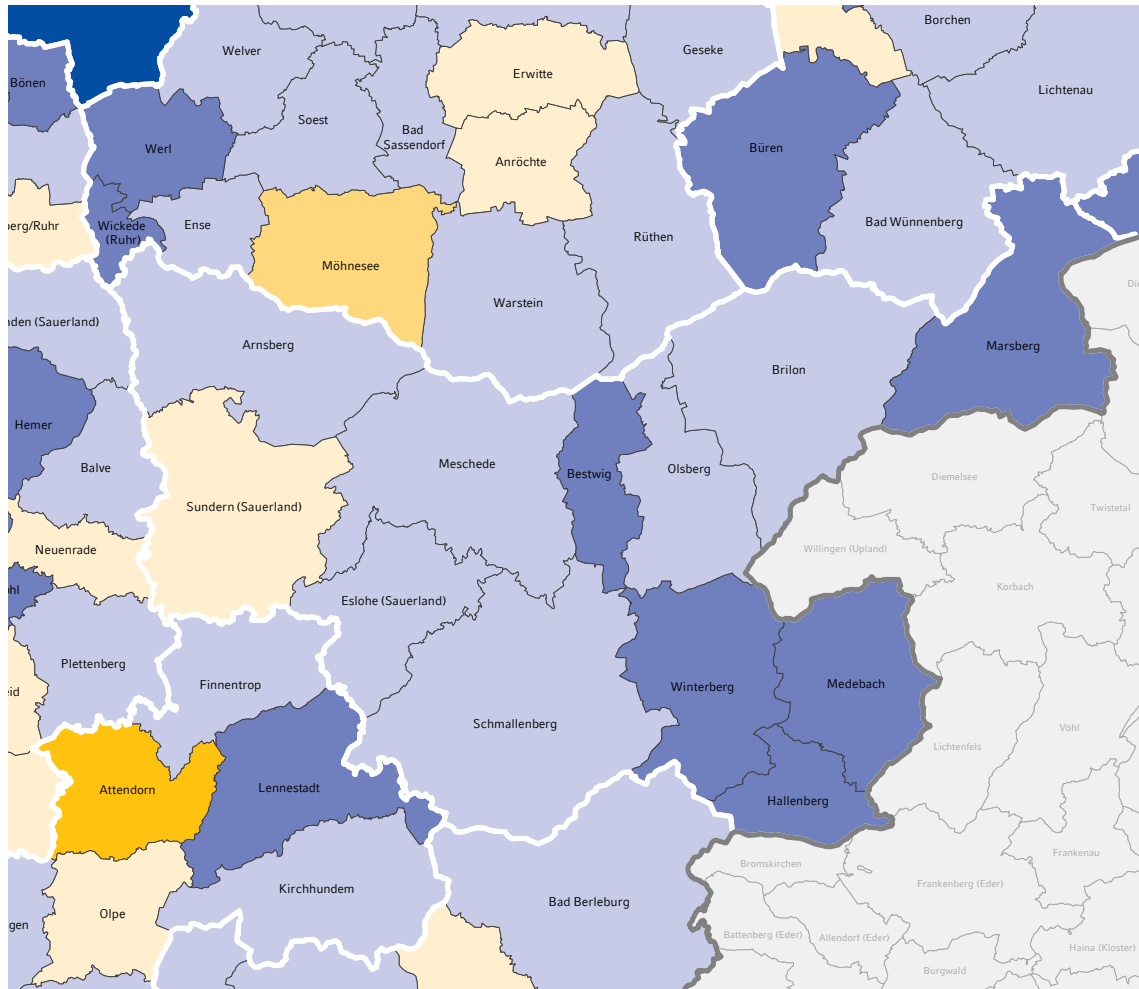 Borchen
Welver
Geseke
Erwitte
Bönen
Lichtenau
Soest
Bad
Sassendorf
Werl
Büren
Anröchte
Bad Wünnenberg
berg/Ruhr
Wickede
(Ruhr)
Ense
Rüthen
Möhnesee
Warstein
nden (Sauerland)
Arnsberg
Marsberg
Brilon
Hemer
Balve
Meschede
Bestwig
Olsberg
Diemelsee
Sundern (Sauerland)
Twistetal
Neuenrade
Willingen (Upland)
Korbach
ohl
Eslohe (Sauerland)
Plettenberg
Finnentrop
Winterberg
Medebach
eid
Schmallenberg
Vöhl
Lichtenfels
Attendorn
Lennestadt
Hallenberg
Frankenau
Bromskirchen
Frankenberg (Eder)
Kirchhundem
Bad Berleburg
Olpe
gen
Battenberg (Eder)
Allendorf (Eder)
Haina (Kloster)
Burgwald